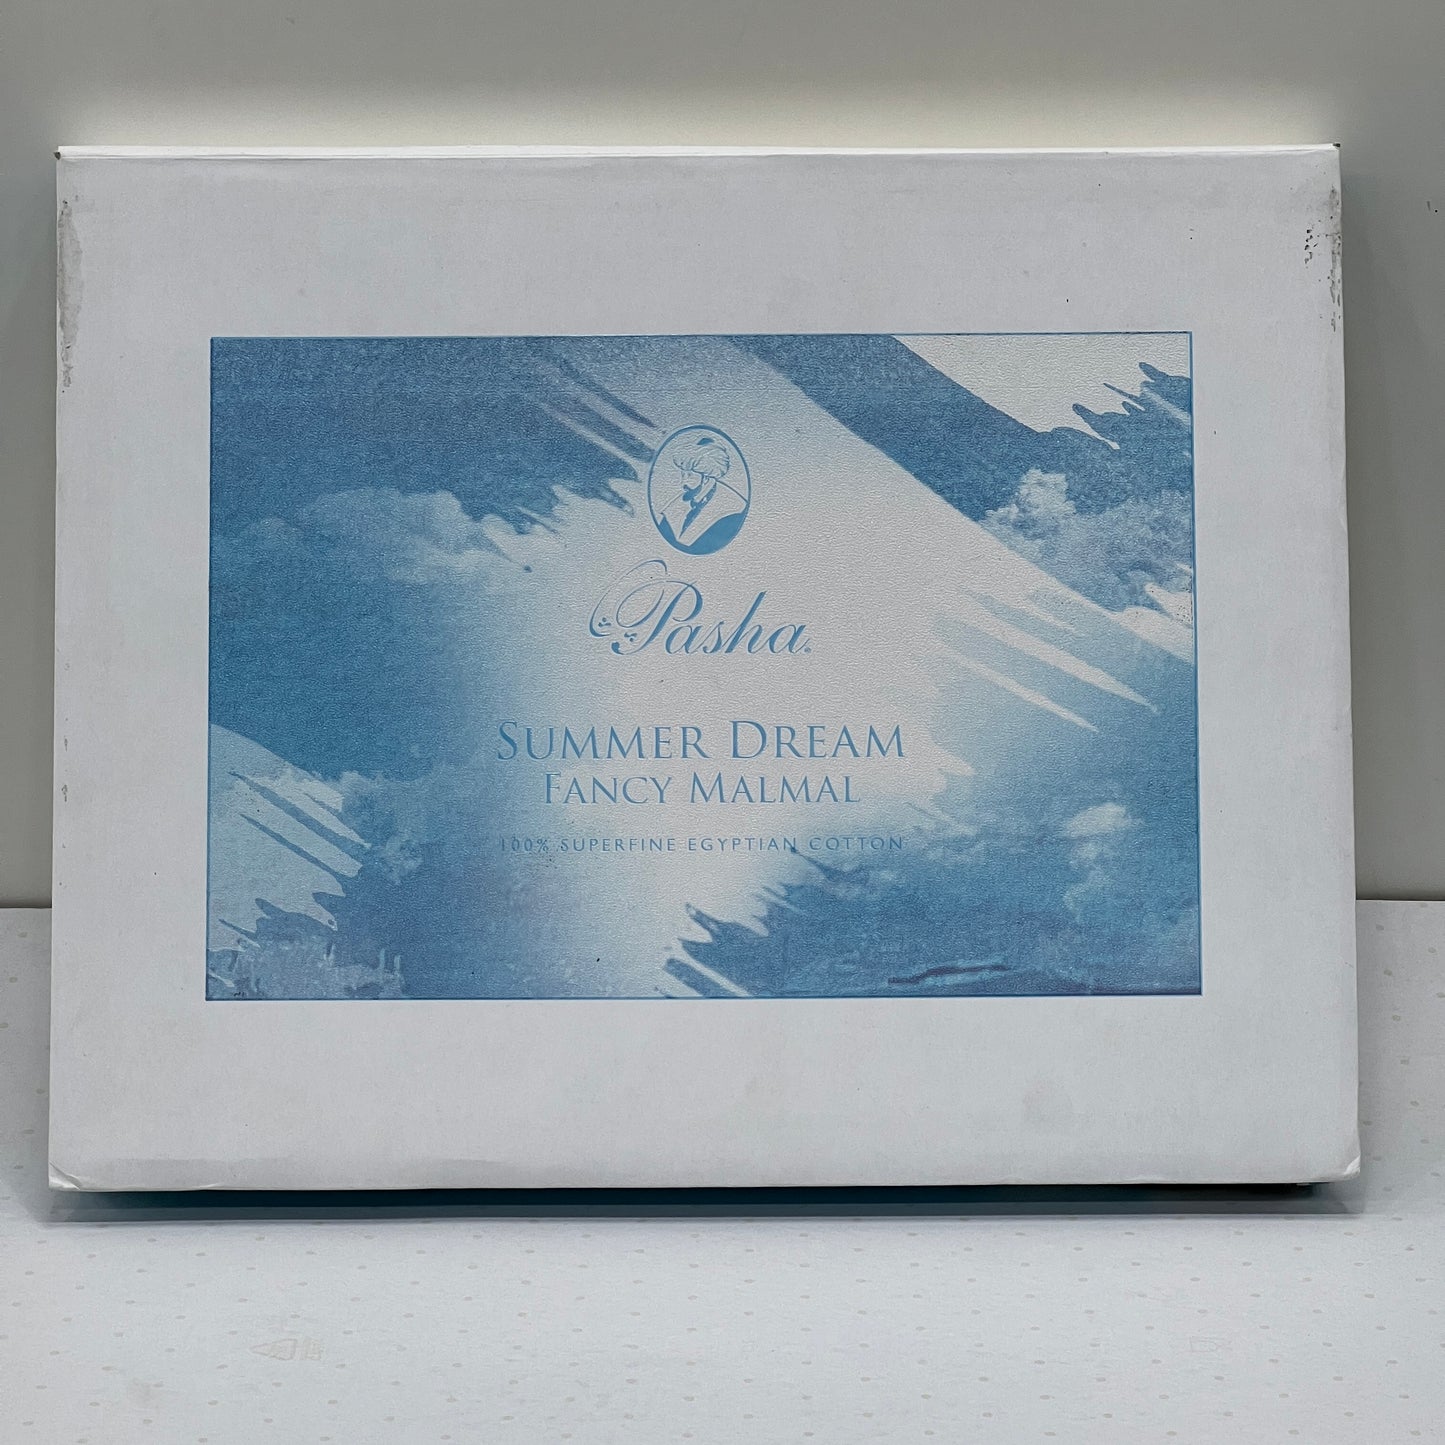 Pasha®
SUMMER DREAM
FANCY MALMAL
100% SUPERFINE EGYPTIAN COTTON